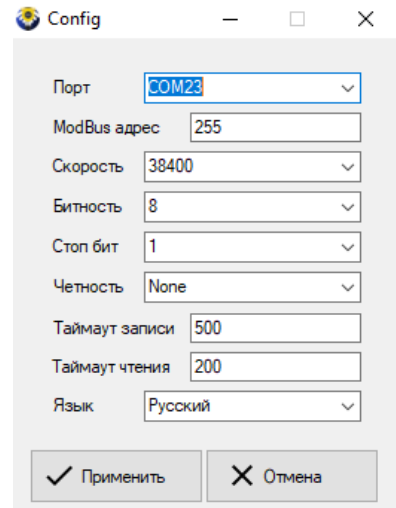 Config
Порт COM23
ModBus адрес 255
Скорость 38400
Битность 8
Стоп бит 1
Четность None
Таймаут записи 500
Таймаут чтения 200
Язык Русский
Применить Отмена